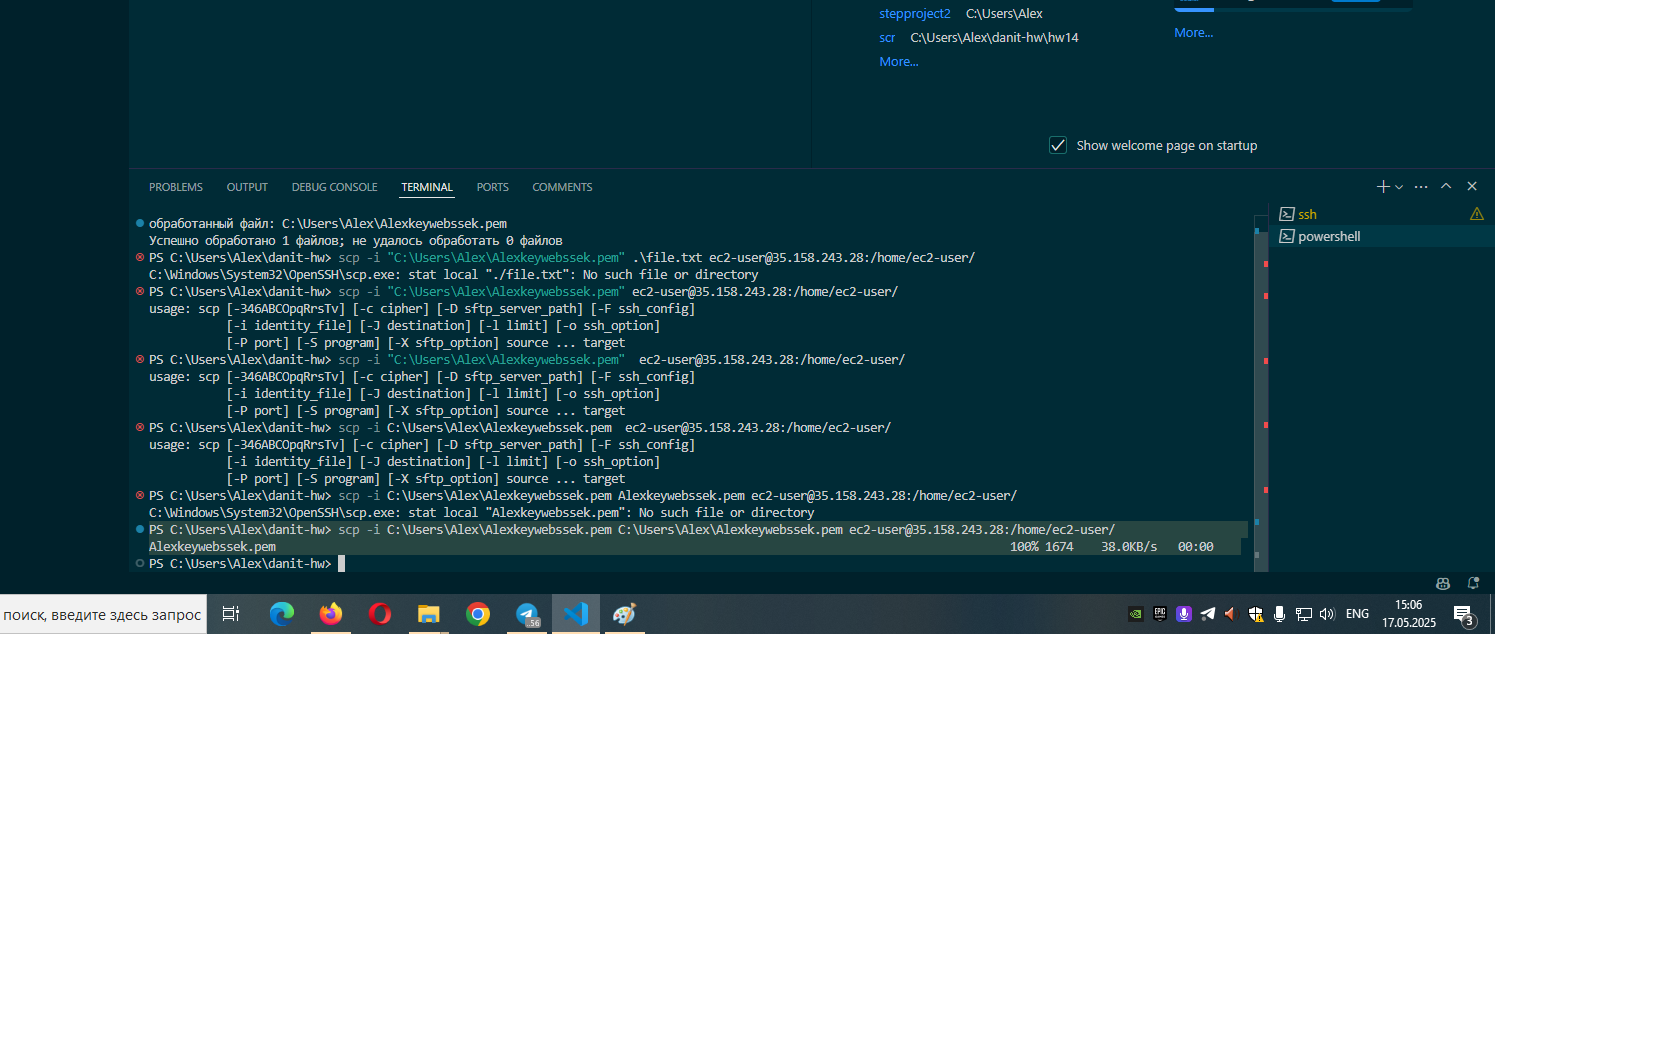 stepproject2 C:\Users\Alex
scr C:\Users\Alex\danit-hw\hw14
More...
More...
Show welcome page on startup
PROBLEMS OUTPUT DEBUG CONSOLE TERMINAL PORTS COMMENTS
ssh
powershell
обработанный файл: C:\Users\Alex\Alexkeywebssek.pem
Успешно обработано 1 файлов; не удалось обработать 0 файлов
PS C:\Users\Alex\danit-hw> scp -i "C:\Users\Alex\Alexkeywebssek.pem" .\file.txt ec2-user@35.158.243.28:/home/ec2-user/
C:\Windows\System32\OpenSSH\scp.exe: stat local "./file.txt": No such file or directory
PS C:\Users\Alex\danit-hw> scp -i "C:\Users\Alex\Alexkeywebssek.pem" ec2-user@35.158.243.28:/home/ec2-user/
usage: scp [-346ABCOpqRrsTv] [-c cipher] [-D sftp_server_path] [-F ssh_config]
[-i identity_file] [-J destination] [-l limit] [-o ssh_option]
[-P port] [-S program] [-X sftp_option] source ... target
PS C:\Users\Alex\danit-hw> scp -i "C:\Users\Alex\Alexkeywebssek.pem"  ec2-user@35.158.243.28:/home/ec2-user/
usage: scp [-346ABCOpqRrsTv] [-c cipher] [-D sftp_server_path] [-F ssh_config]
[-i identity_file] [-J destination] [-l limit] [-o ssh_option]
[-P port] [-S program] [-X sftp_option] source ... target
PS C:\Users\Alex\danit-hw> scp -i C:\Users\Alex\Alexkeywebssek.pem  ec2-user@35.158.243.28:/home/ec2-user/
usage: scp [-346ABCOpqRrsTv] [-c cipher] [-D sftp_server_path] [-F ssh_config]
[-i identity_file] [-J destination] [-l limit] [-o ssh_option]
[-P port] [-S program] [-X sftp_option] source ... target
PS C:\Users\Alex\danit-hw> scp -i C:\Users\Alex\Alexkeywebssek.pem Alexkeywebssek.pem ec2-user@35.158.243.28:/home/ec2-user/
C:\Windows\System32\OpenSSH\scp.exe: stat local "Alexkeywebssek.pem": No such file or directory
PS C:\Users\Alex\danit-hw> scp -i C:\Users\Alex\Alexkeywebssek.pem C:\Users\Alex\Alexkeywebssek.pem ec2-user@35.158.243.28:/home/ec2-user/
Alexkeywebssek.pem 100% 1674 38.0KB/s 00:00
PS C:\Users\Alex\danit-hw>
поиск, введите здесь запрос
56
EPIC
ENG
15:06
17.05.2025
3